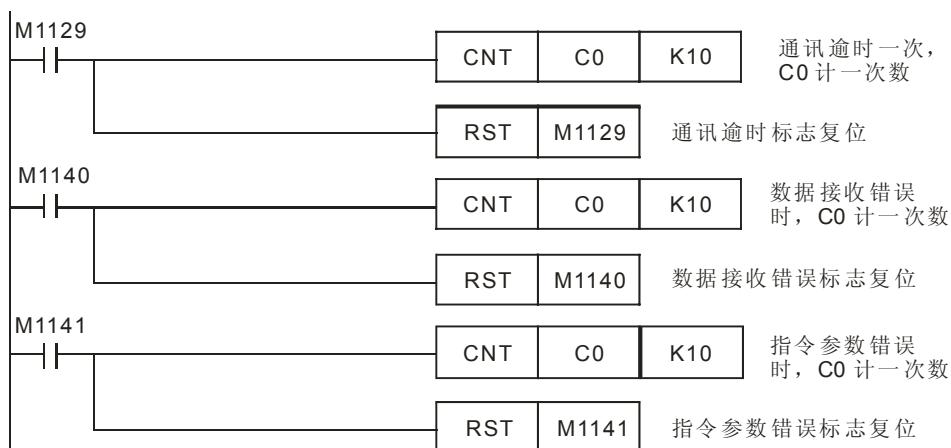 M1129
CNT C0 K10 通讯逾时一次，
C0 计一次数
RST M1129 通讯逾时标志复位
M1140
CNT C0 K10 数据接收错误
时，C0 计一次数
RST M1140 数据接收错误标志复位
M1141
CNT C0 K10 指令参数错误
时，C0 计一次数
RST M1141 指令参数错误标志复位